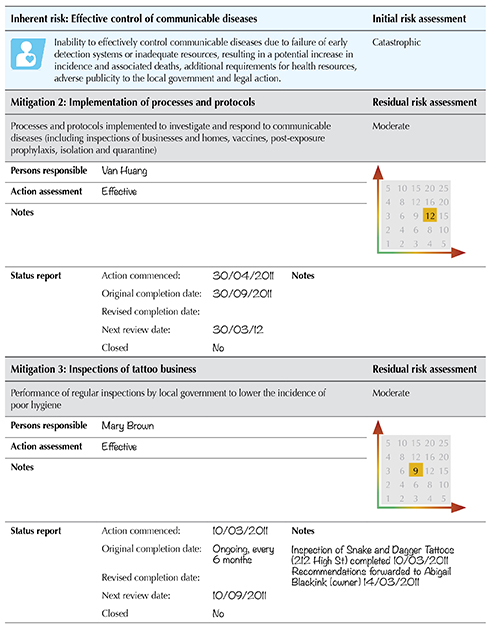 Inherent risk: Effective control of communicable diseases
Initial risk assessment
Inability to effectively control communicable diseases due to failure of early
detection systems or inadequate resources, resulting in a potential increase in
incidence and associated deaths, additional requirements for health resources,
adverse publicity to the local government and legal action.
Catastrophic
Mitigation 2: Implementation of processes and protocols
Residual risk assessment
Processes and protocols implemented to investigate and respond to communicable
diseases (including inspections of businesses and homes, vaccines, post-exposure
prophylaxis, isolation and quarantine)
Moderate
Persons responsible Van Huang
Action assessment Effective
Notes
5 10 15 20 25
4 8 12 16 20
3 6 9 12 15
2 4 6 8 10
1 2 3 4 5
Status report Action commenced: 30/04/2011 Notes
Original completion date: 30/09/2011
Revised completion date:
Next review date: 30/03/12
Closed No
Mitigation 3: Inspections of tattoo business
Residual risk assessment
Performance of regular inspections by local government to lower the incidence of
poor hygiene
Moderate
Persons responsible Mary Brown
Action assessment Effective
Notes
5 10 15 20 25
4 8 12 16 20
3 6 9 12 15
2 4 6 8 10
1 2 3 4 5
Status report Action commenced: 10/03/2011 Notes
Original completion date: Ongoing, every
6 months
Revised completion date:
Next review date: 10/09/2011
Closed No
Inspection of Snake and Dagger Tattoos
(212 High St) completed 10/03/2011
Recommendations forwarded to Abigail
Blackink (owner) 14/03/2011